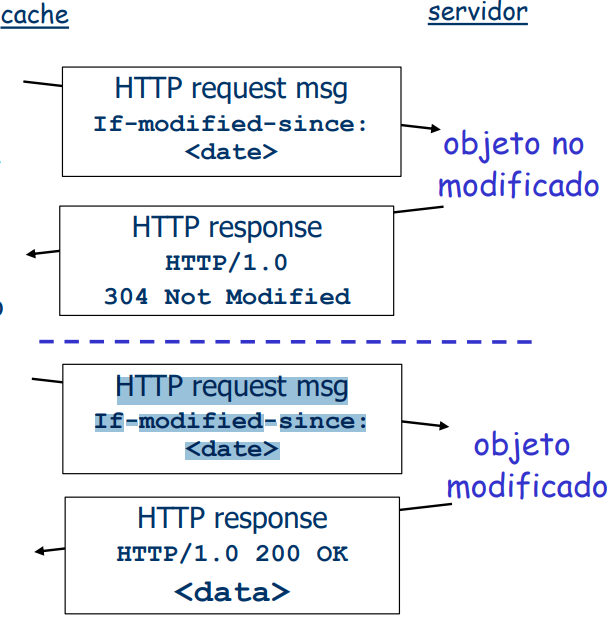 cache
servidor
HTTP request msg
If-modified-since:
<date>
objeto no
modificado
HTTP response
HTTP/1.0
304 Not Modified
HTTP request msg
If-modified-since:
<date>
objeto
modificado
HTTP response
HTTP/1.0 200 OK
<data>